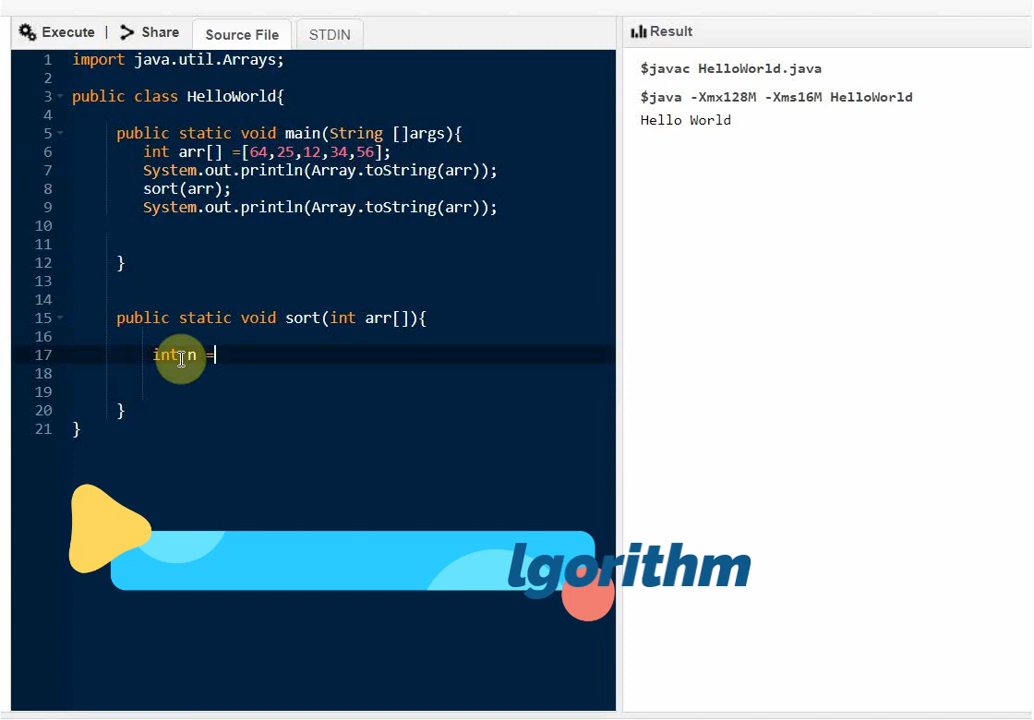 Execute | Share Source File STDIN
Result
1 import java.util.Arrays;
2
3 public class HelloWorld{
4
5 public static void main(String []args){
6 int arr[] =[64,25,12,34,56];
7 System.out.println(Array.toString(arr));
8 sort(arr);
9 System.out.println(Array.toString(arr));
10
11
12 }
13
14
15 public static void sort(int arr[]){
16
17 int n =
18
19
20 }
21 }
$javac HelloWorld.java
$java -Xmx128M -Xms16M HelloWorld
Hello World
lgorithm